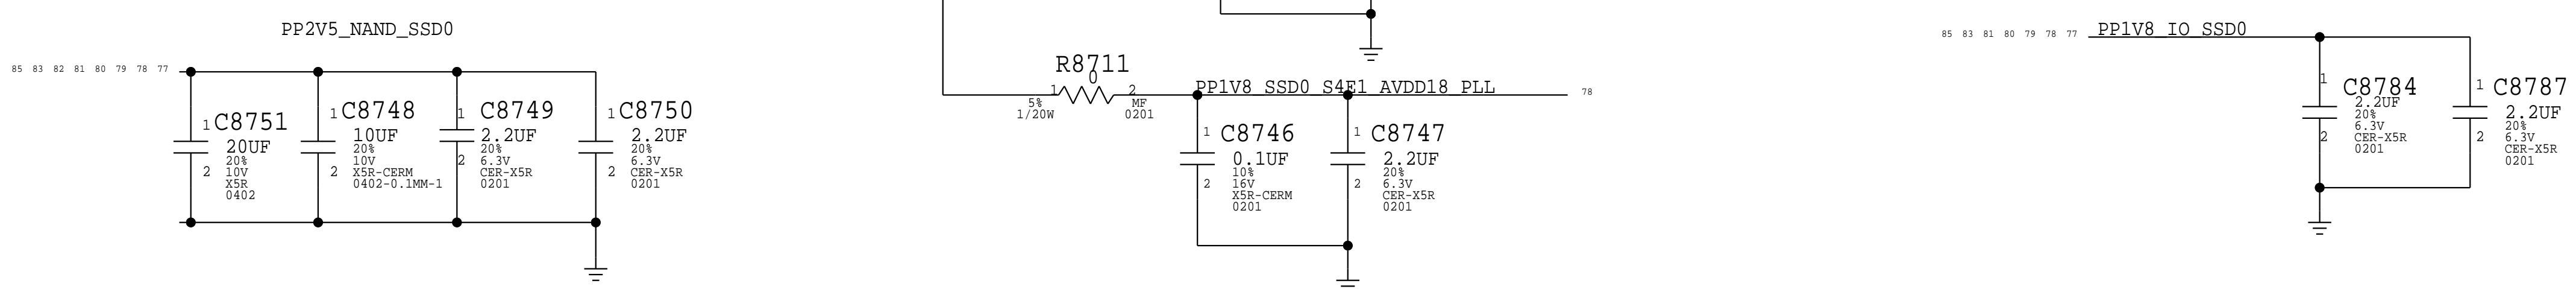 PP2V5_NAND_SSD0
85 83 82 81 80 79 78 77
1 C8751
20UF
20%
10V
X5R
0402
2
1 C8748
10UF
20%
10V
X5R-CERM
0402-0.1MM-1
2
1 C8749
2.2UF
20%
6.3V
CER-X5R
0201
2
1 C8750
2.2UF
20%
6.3V
CER-X5R
0201
2
R8711
0
1 2
5%
1/20W
MF
0201
PP1V8_SSD0_S4E1_AVDD18_PLL
78
1 C8746
0.1UF
10%
16V
X5R-CERM
0201
2
1 C8747
2.2UF
20%
6.3V
CER-X5R
0201
2
85 83 81 80 79 78 77
PP1V8_IO_SSD0
1 C8784
2.2UF
20%
6.3V
CER-X5R
0201
2
1 C8787
2.2UF
20%
6.3V
CER-X5R
0201
2